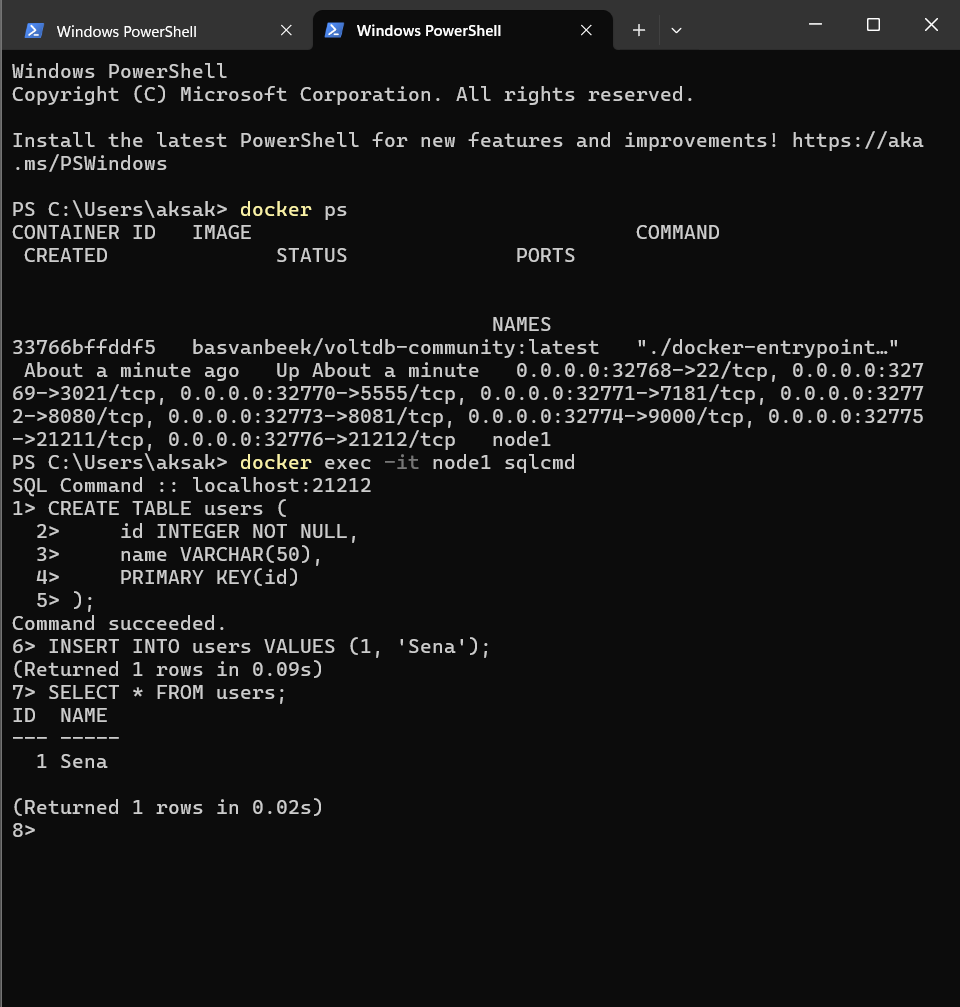 Windows PowerShell
Windows PowerShell
Windows PowerShell
Copyright (C) Microsoft Corporation. All rights reserved.
Install the latest PowerShell for new features and improvements! https://aka
.ms/PSWindows
PS C:\Users\aksak> docker ps
CONTAINER ID   IMAGE                                COMMAND
 CREATED              STATUS              PORTS
                                        NAMES
33766bffddf5   basvanbeek/voltdb-community:latest   "./docker-entrypoint…"
 About a minute ago   Up About a minute   0.0.0.0:32768->22/tcp, 0.0.0.0:327
69->3021/tcp, 0.0.0.0:32770->5555/tcp, 0.0.0.0:32771->7181/tcp, 0.0.0.0:3277
2->8080/tcp, 0.0.0.0:32773->8081/tcp, 0.0.0.0:32774->9000/tcp, 0.0.0.0:32775
->21211/tcp, 0.0.0.0:32776->21212/tcp   node1
PS C:\Users\aksak> docker exec -it node1 sqlcmd
SQL Command :: localhost:21212
1> CREATE TABLE users (
  2>     id INTEGER NOT NULL,
  3>     name VARCHAR(50),
  4>     PRIMARY KEY(id)
  5> );
Command succeeded.
6> INSERT INTO users VALUES (1, 'Sena');
(Returned 1 rows in 0.09s)
7> SELECT * FROM users;
ID  NAME
--- -----
  1 Sena
(Returned 1 rows in 0.02s)
8>